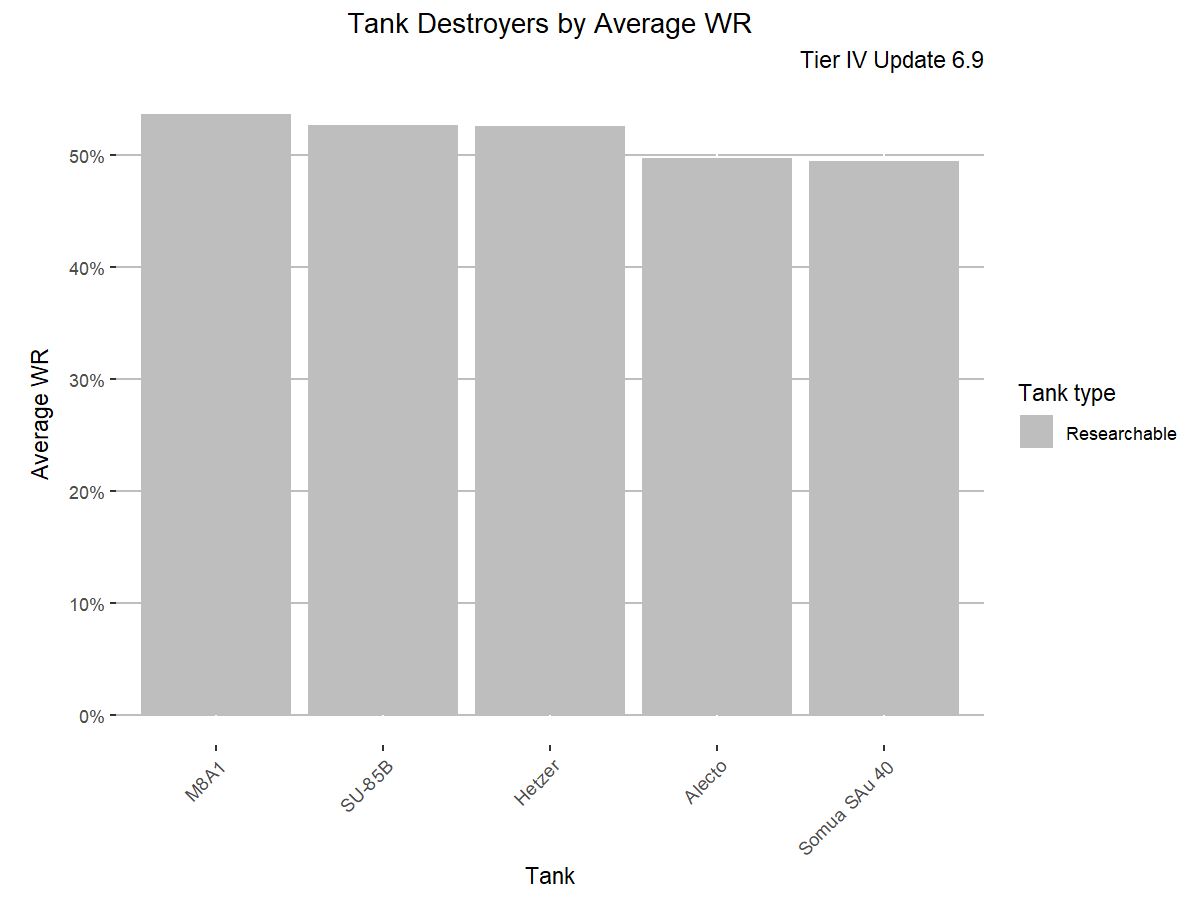 Tank Destroyers by Average WR
Tier IV Update 6.9
Average WR
50%
40%
30%
20%
10%
0%
M8A1
SU-85B
Hetzer
Alecto
Somua SAu 40
Tank
Tank type
Researchable